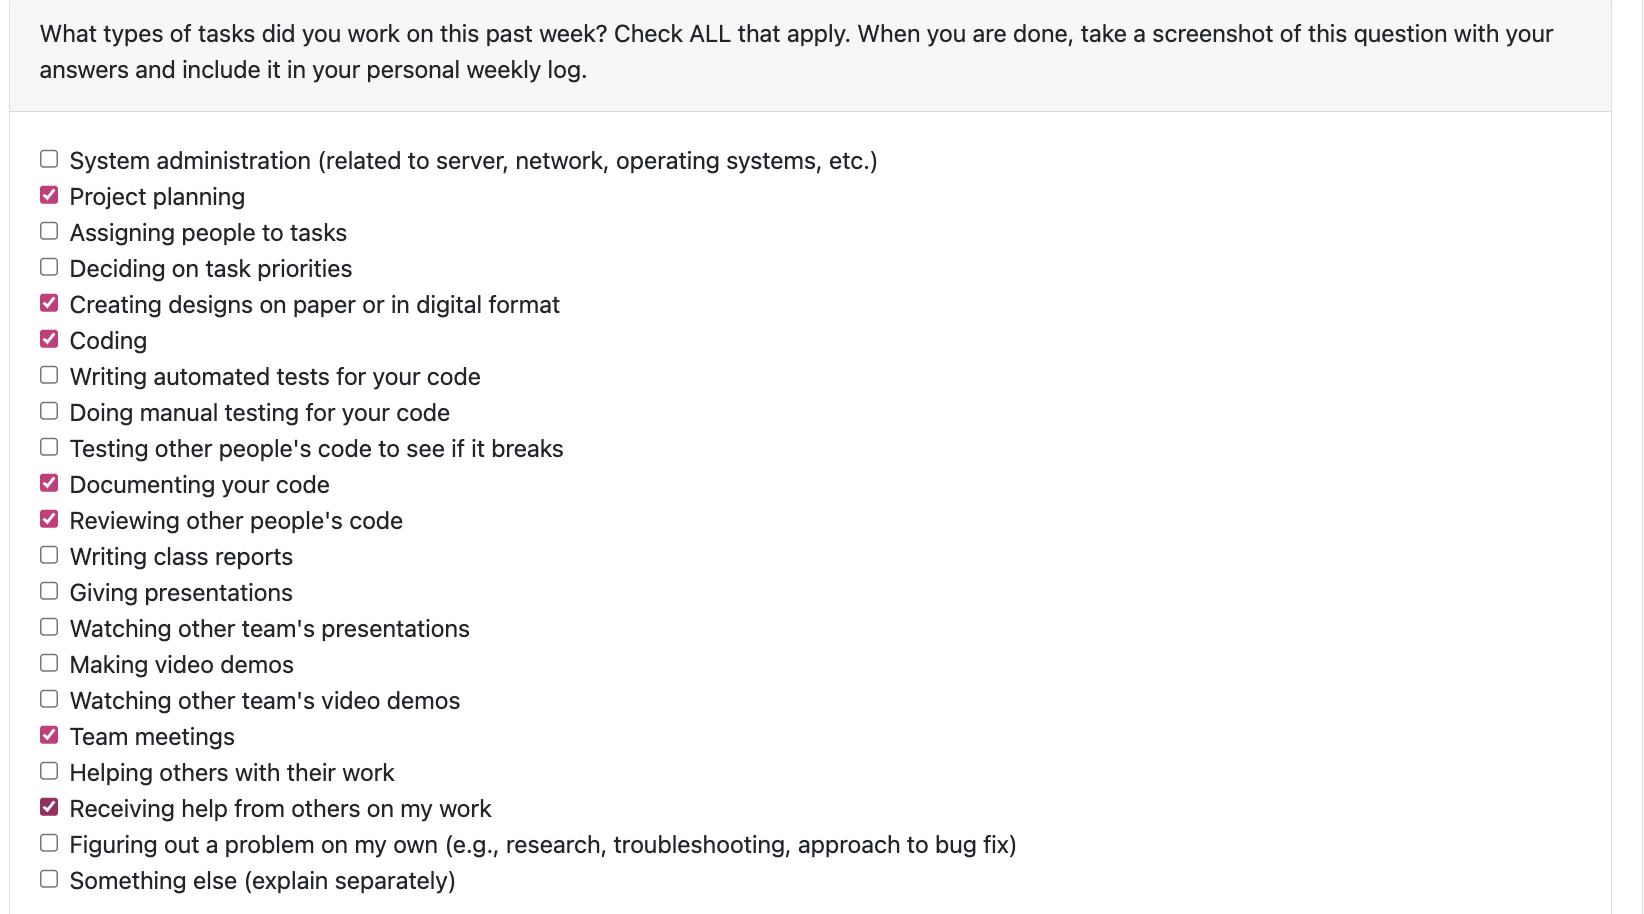 What types of tasks did you work on this past week? Check ALL that apply. When you are done, take a screenshot of this question with your
answers and include it in your personal weekly log.
System administration (related to server, network, operating systems, etc.)
Project planning
Assigning people to tasks
Deciding on task priorities
Creating designs on paper or in digital format
Coding
Writing automated tests for your code
Doing manual testing for your code
Testing other people's code to see if it breaks
Documenting your code
Reviewing other people's code
Writing class reports
Giving presentations
Watching other team's presentations
Making video demos
Watching other team's video demos
Team meetings
Helping others with their work
Receiving help from others on my work
Figuring out a problem on my own (e.g., research, troubleshooting, approach to bug fix)
Something else (explain separately)